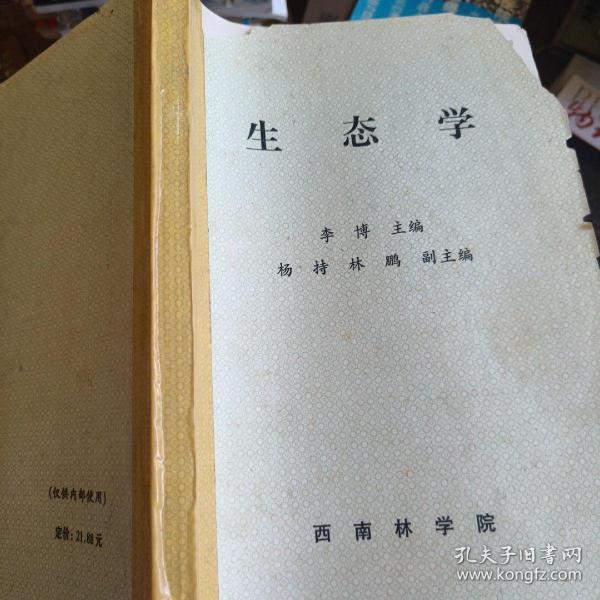 生态学
李博 主编
杨持林鹏 副主编
西南林学院
(仅供内部使用)
定价:21.88元
孔夫子旧书网
www.kongfz.com